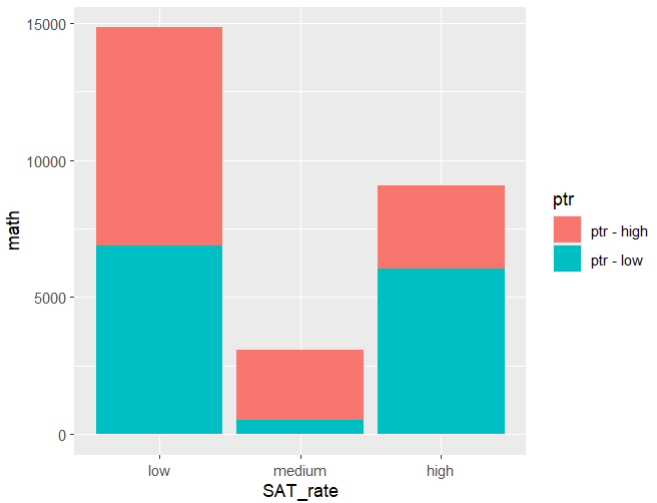 15000
10000
5000
0
math
low medium high
SAT_rate
ptr
ptr - high
ptr - low